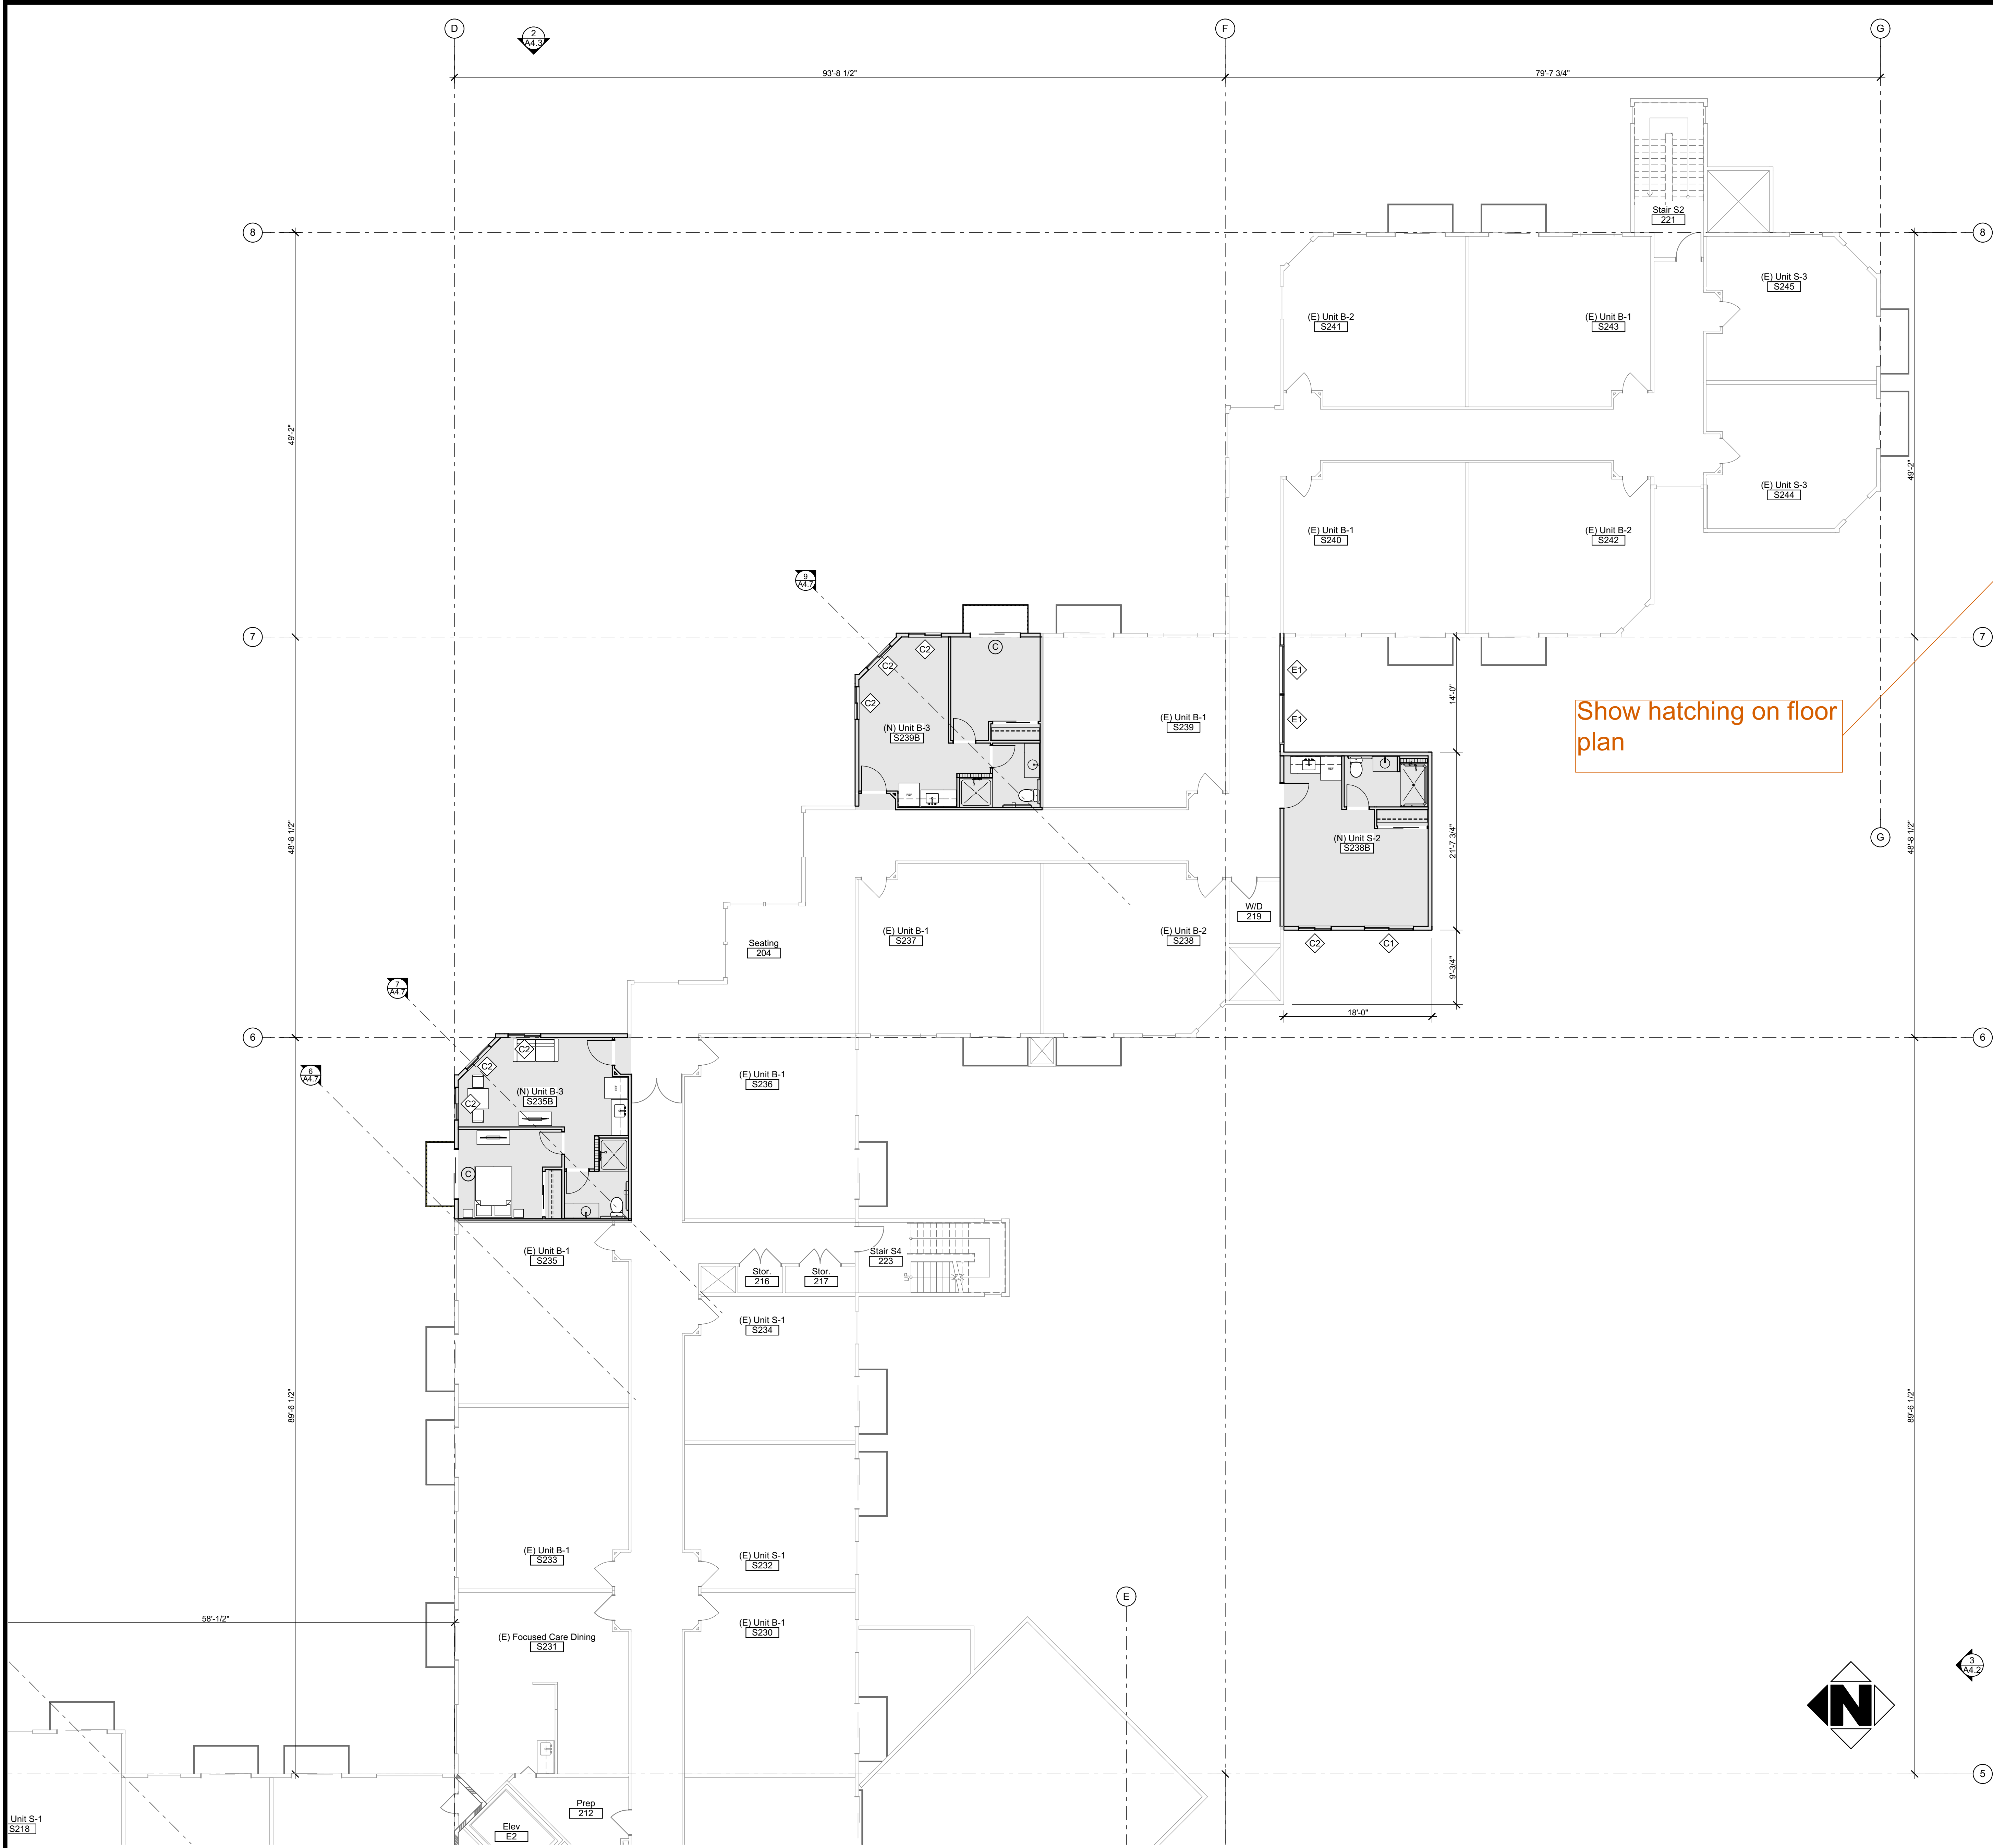 D
F
G
2
A4.3
93'-8 1/2"
79'-7 3/4"
Stair S2
221
8
8
(E) Unit S-3
S245
(E) Unit B-2
S241
(E) Unit B-1
S243
49'-2"
49'-2"
(E) Unit S-3
S244
(E) Unit B-1
S240
(E) Unit B-2
S242
9
A4.7
7
7
C
C2
C2
C2
E1
E1
14'-0"
(N) Unit B-3
S239B
(E) Unit B-1
S239
Show hatching on floor
plan
REF
REF
48'-8 1/2"
(N) Unit S-2
S238B
21'-7 3/4"
G
48'-8 1/2"
W/D
219
(E) Unit B-1
S237
(E) Unit B-2
S238
Seating
204
C2
C1
9'-3/4"
7
A4.7
18'-0"
6
6
C2
C2
C2
6
A4.7
(E) Unit B-1
S236
(N) Unit B-3
S235B
C
(E) Unit B-1
S235
Stair S4
223
Stor.
216
Stor.
217
UP
(E) Unit S-1
S234
89'-6 1/2"
89'-6 1/2"
(E) Unit B-1
S233
(E) Unit S-1
S232
E
58'-1/2"
(E) Unit B-1
S230
(E) Focused Care Dining
S231
3
A4.2
N
5
Unit S-1
S218
Prep
212
Elev
E2